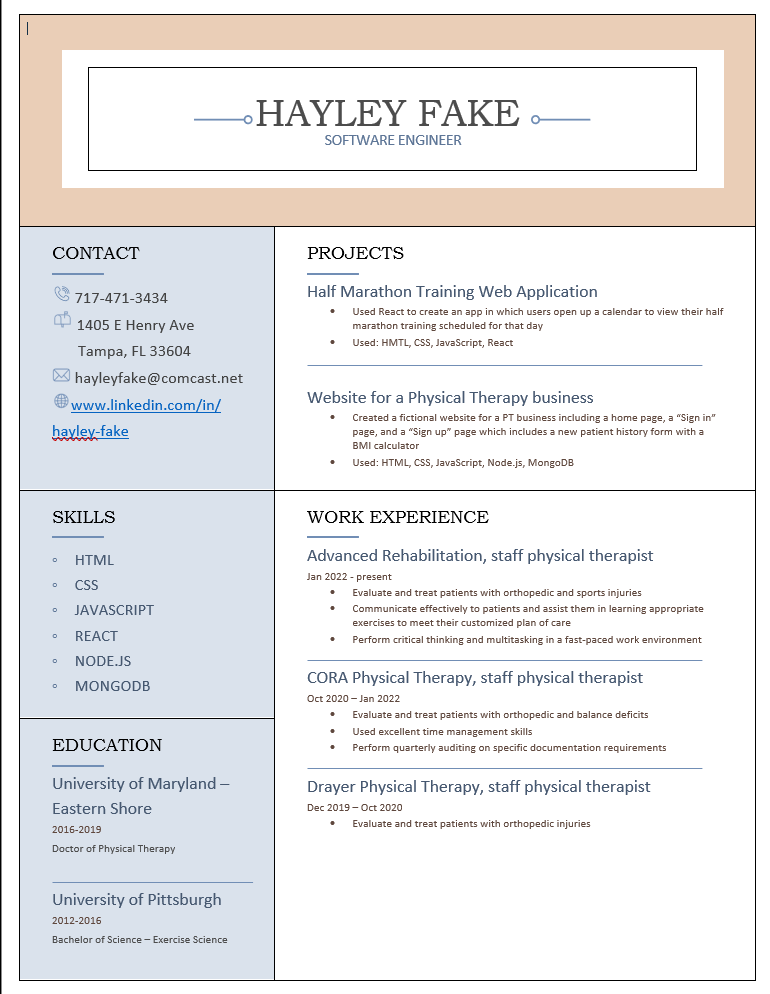 HAYLEY FAKE
SOFTWARE ENGINEER
CONTACT
717-471-3434
1405 E Henry Ave
Tampa, FL 33604
hayleyfake@comcast.net
www.linkedin.com/in/
hayley-fake
PROJECTS
Half Marathon Training Web Application
• Used React to create an app in which users open up a calendar to view their half
marathon training scheduled for that day
• Used: HMTL, CSS, JavaScript, React
Website for a Physical Therapy business
• Created a fictional website for a PT business including a home page, a “Sign in”
page, and a “Sign up” page which includes a new patient history form with a
BMI calculator
• Used: HTML, CSS, JavaScript, Node.js, MongoDB
SKILLS
◦ HTML
◦ CSS
◦ JAVASCRIPT
◦ REACT
◦ NODE.JS
◦ MONGODB
EDUCATION
University of Maryland –
Eastern Shore
2016-2019
Doctor of Physical Therapy
University of Pittsburgh
2012-2016
Bachelor of Science – Exercise Science
WORK EXPERIENCE
Advanced Rehabilitation, staff physical therapist
Jan 2022 - present
• Evaluate and treat patients with orthopedic and sports injuries
• Communicate effectively to patients and assist them in learning appropriate
exercises to meet their customized plan of care
• Perform critical thinking and multitasking in a fast-paced work environment
CORA Physical Therapy, staff physical therapist
Oct 2020 – Jan 2022
• Evaluate and treat patients with orthopedic and balance deficits
• Used excellent time management skills
• Perform quarterly auditing on specific documentation requirements
Drayer Physical Therapy, staff physical therapist
Dec 2019 – Oct 2020
• Evaluate and treat patients with orthopedic injuries